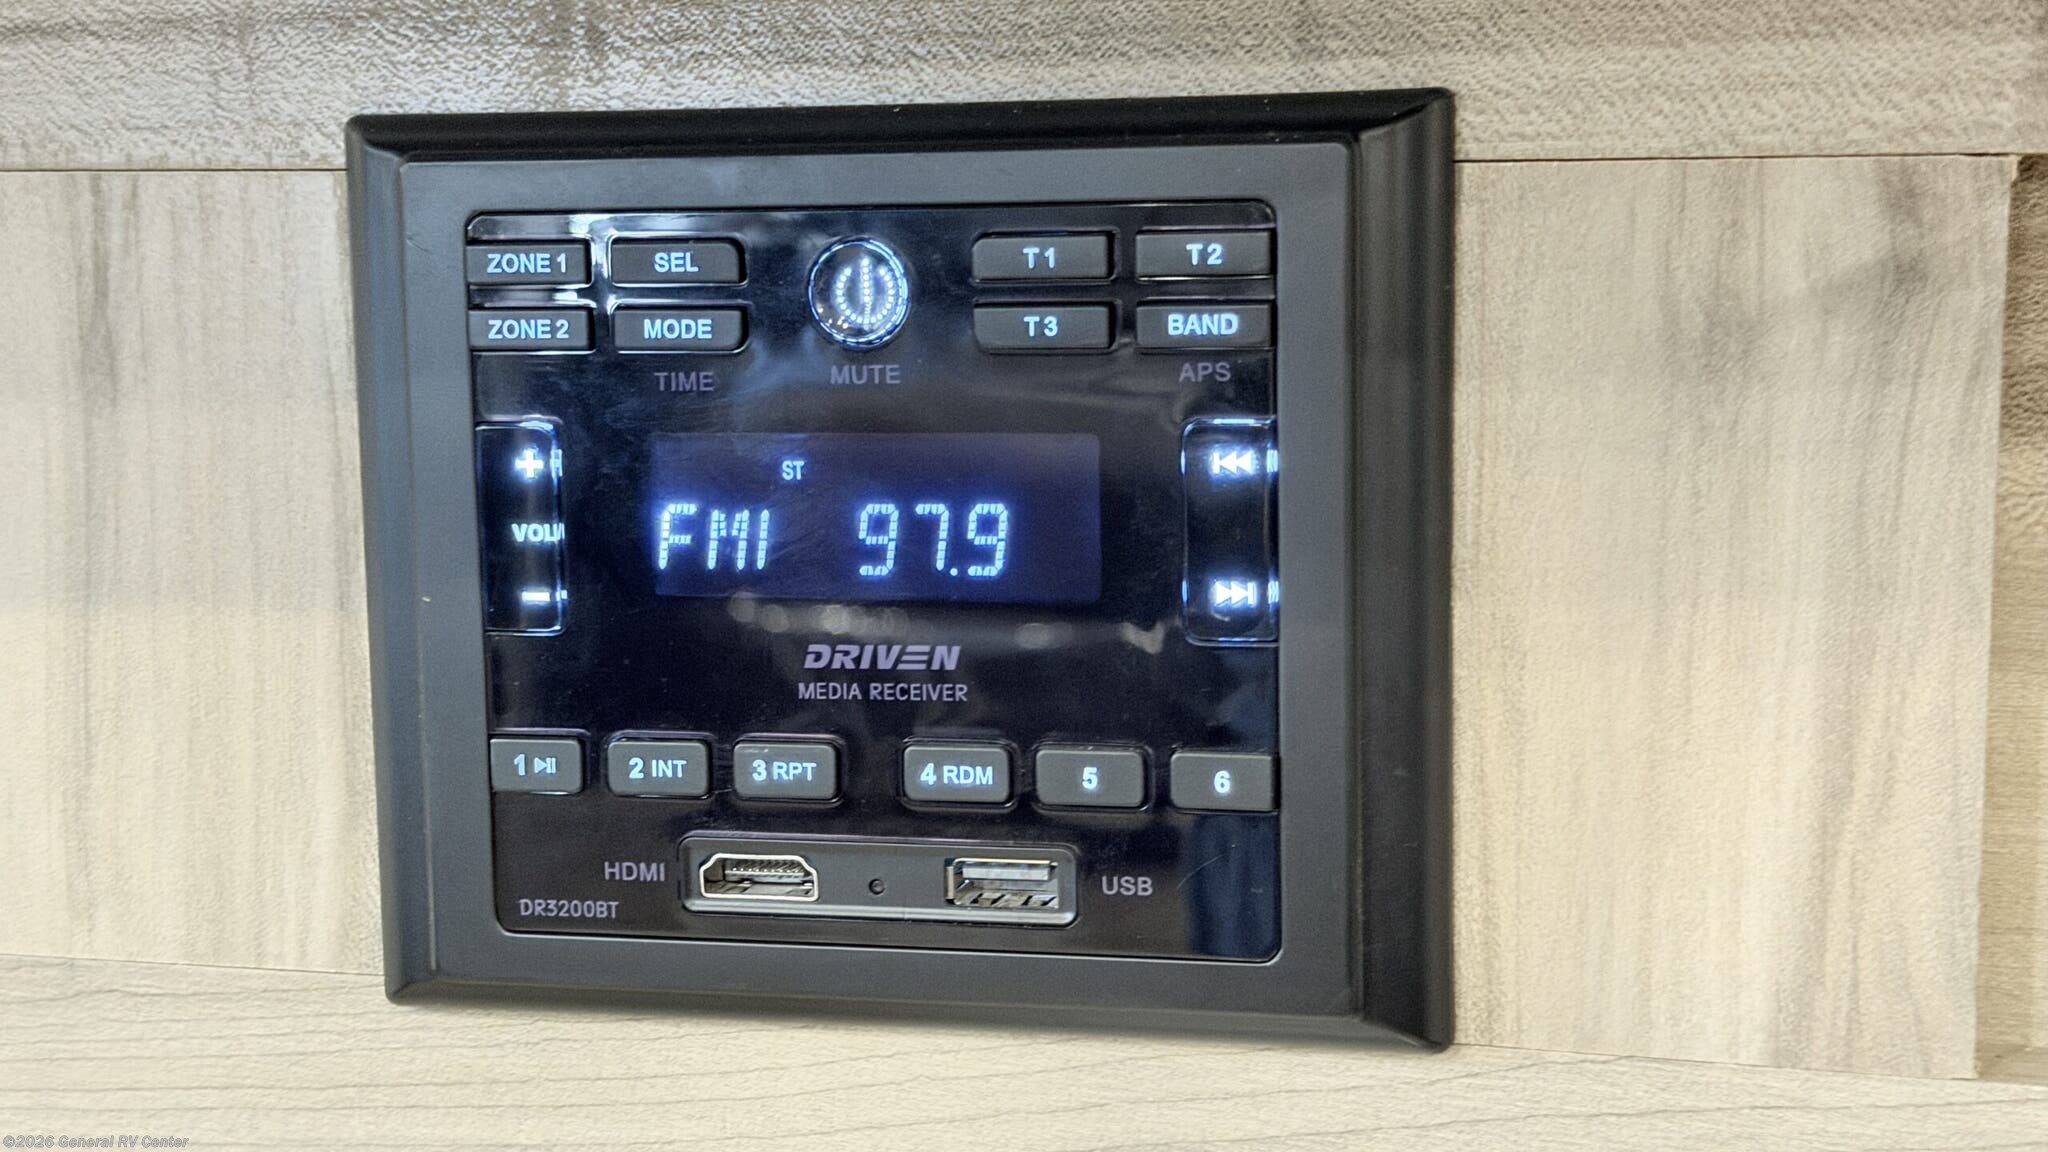 ZONE 1 SEL T1 T2
ZONE 2 MODE T3 BAND
TIME MUTE APS
+
ST
VOL
FM1 97.9
-
DRIVEN
MEDIA RECEIVER
1 2 INT 3 RPT 4 RDM 5 6
HDMI USB
DR3200BT
©2026 General RV Center